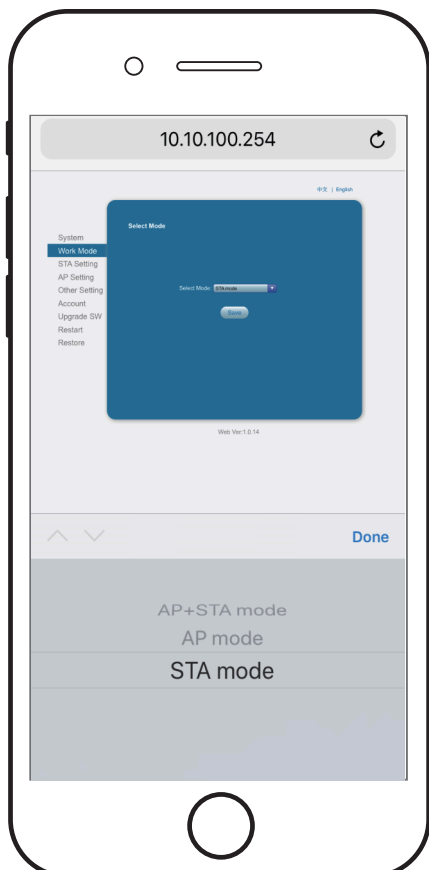 10.10.100.254
中文 | English
Select Mode
System
Work Mode
STA Setting
AP Setting
Other Setting
Account
Upgrade SW
Restart
Restore
Select Mode: STA mode
Save
Web Ver:1.0.14
Done
AP+STA mode
AP mode
STA mode